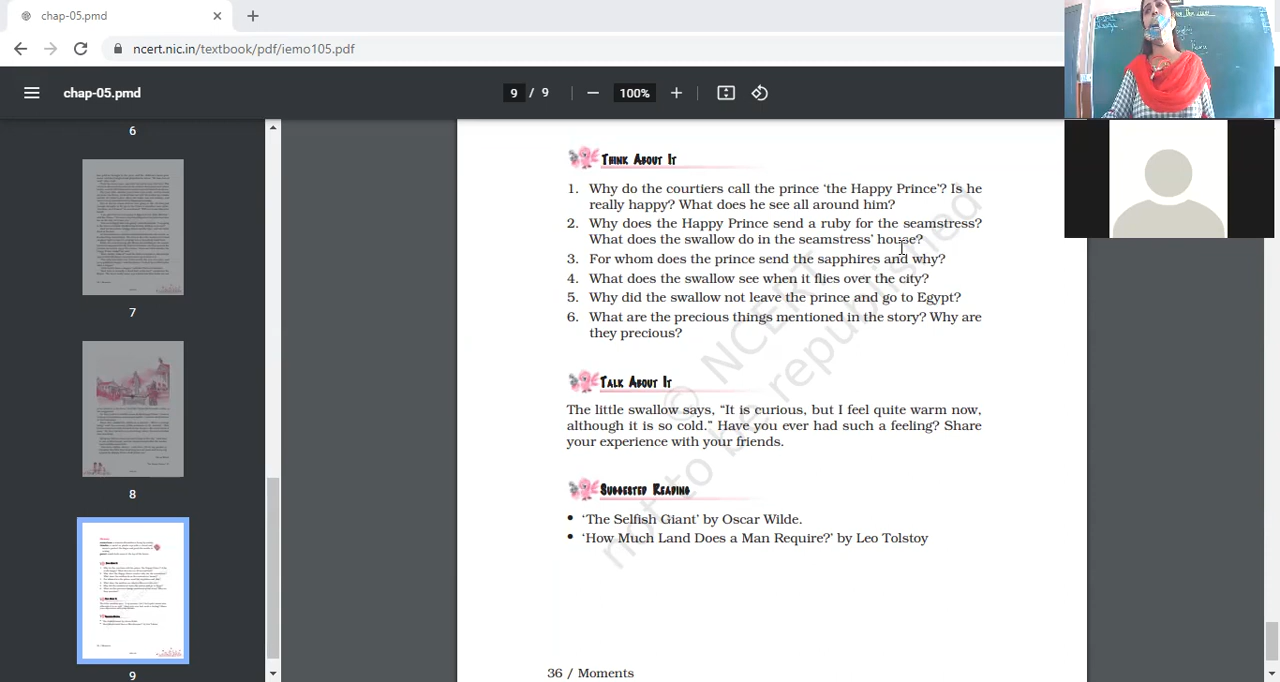 chap-05.pmd
ncert.nic.in/textbook/pdf/iemo105.pdf
chap-05.pmd
9 / 9
100%
6
7
8
9
THINK ABOUT IT
1. Why do the courtiers call the prince ‘the Happy Prince’? Is he
really happy? What does he see all around him?
2. Why does the Happy Prince send a ruby for the seamstress?
What does the swallow do in the seamstress’ house?
3. For whom does the prince send the sapphires and why?
4. What does the swallow see when it flies over the city?
5. Why did the swallow not leave the prince and go to Egypt?
6. What are the precious things mentioned in the story? Why are
they precious?
TALK ABOUT IT
The little swallow says, “It is curious, but I feel quite warm now,
although it is so cold.” Have you ever had such a feeling? Share
your experience with your friends.
SUGGESTED READING
• ‘The Selfish Giant’ by Oscar Wilde.
• ‘How Much Land Does a Man Require?’ by Leo Tolstoy
© NCERT
not to be republished
36 / Moments